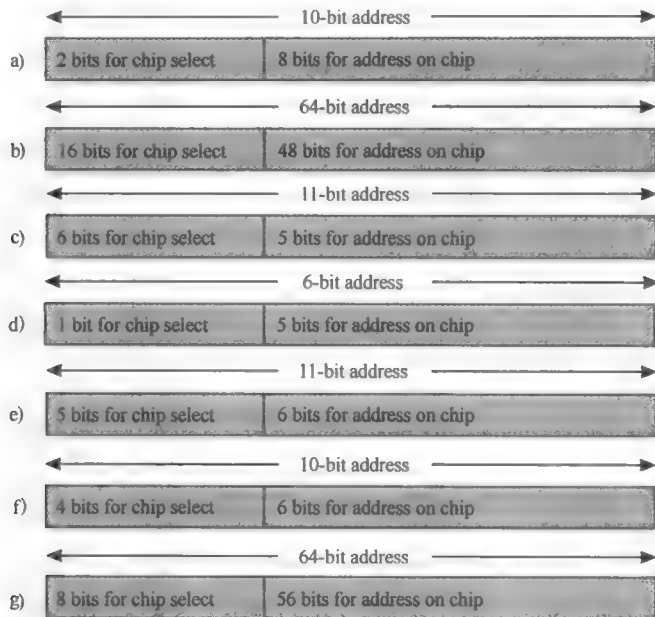 10-bit address
a) 2 bits for chip select 8 bits for address on chip
64-bit address
b) 16 bits for chip select 48 bits for address on chip
11-bit address
c) 6 bits for chip select 5 bits for address on chip
6-bit address
d) 1 bit for chip select 5 bits for address on chip
11-bit address
e) 5 bits for chip select 6 bits for address on chip
10-bit address
f) 4 bits for chip select 6 bits for address on chip
64-bit address
g) 8 bits for chip select 56 bits for address on chip